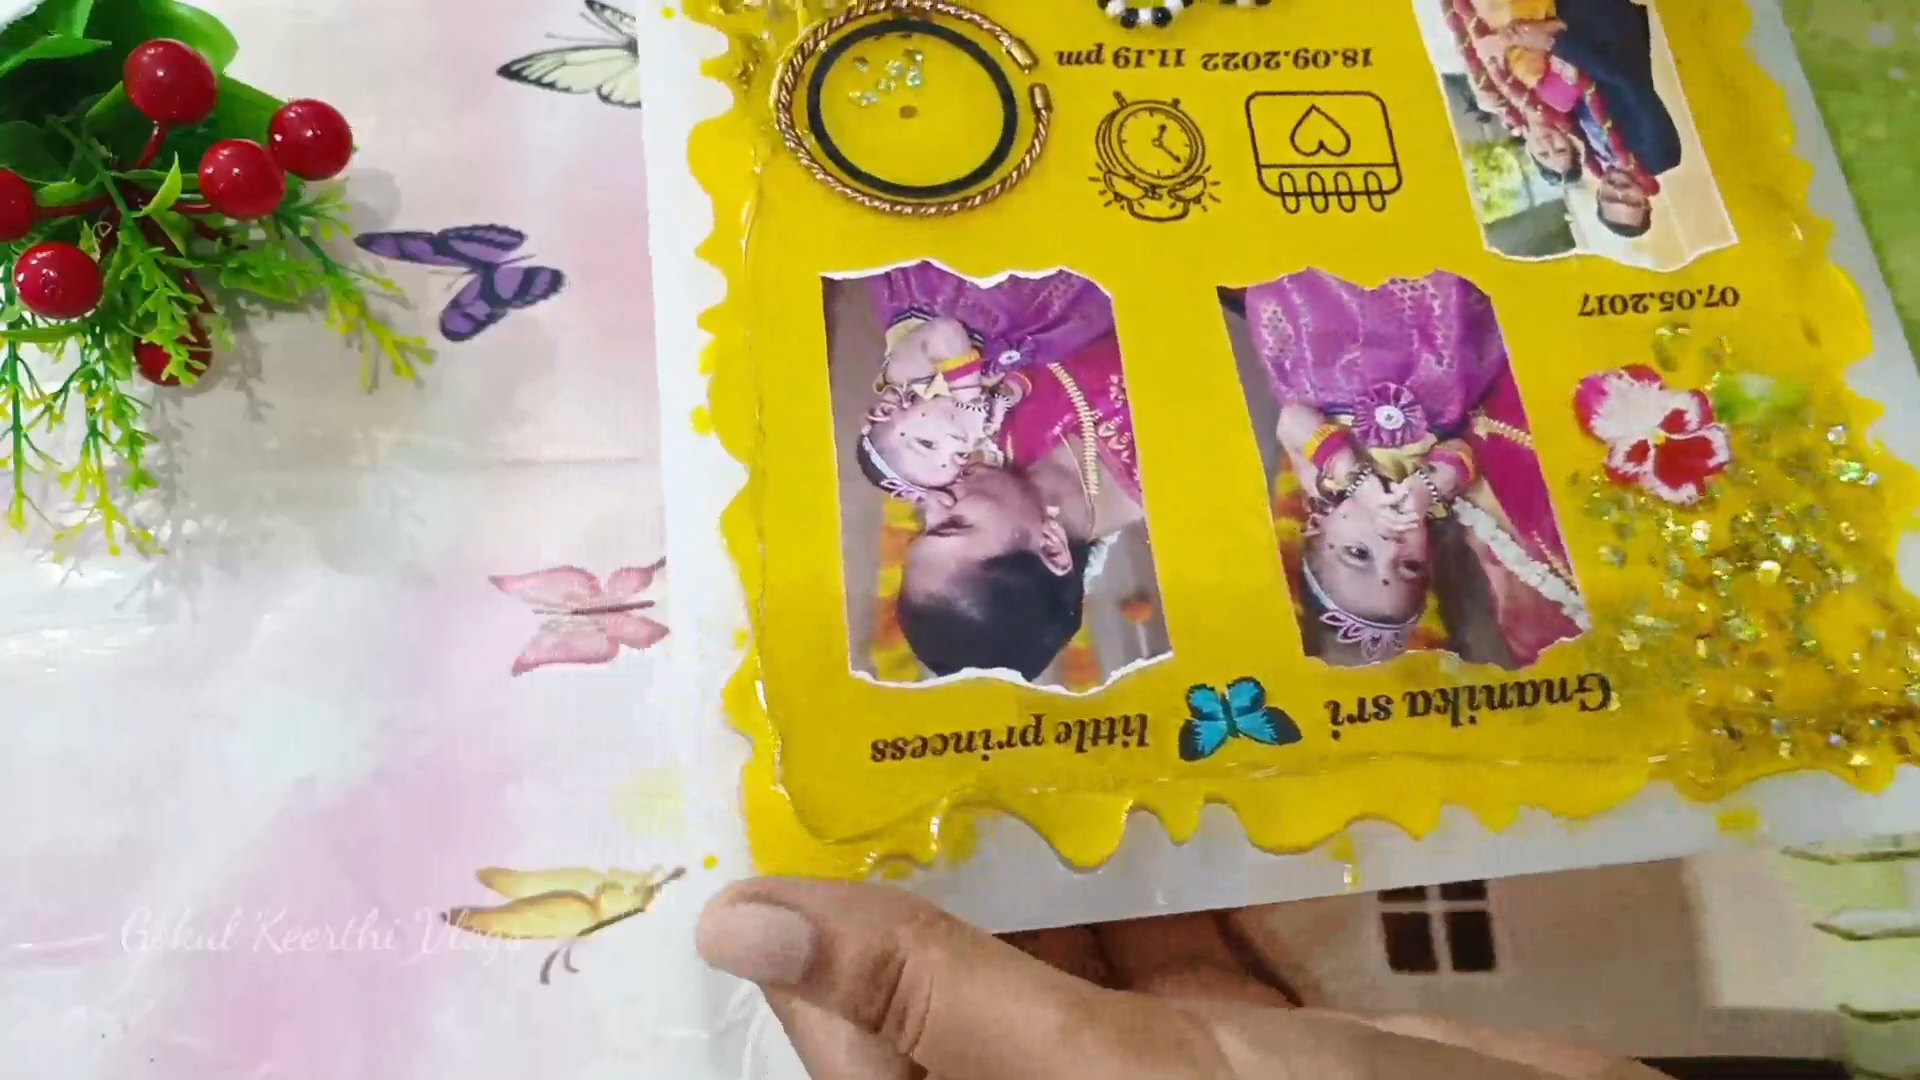 18.09.2022 11.19 pm
07.05.2017
Gnanika sri
little princess
Gokul Keerthi Vlogs